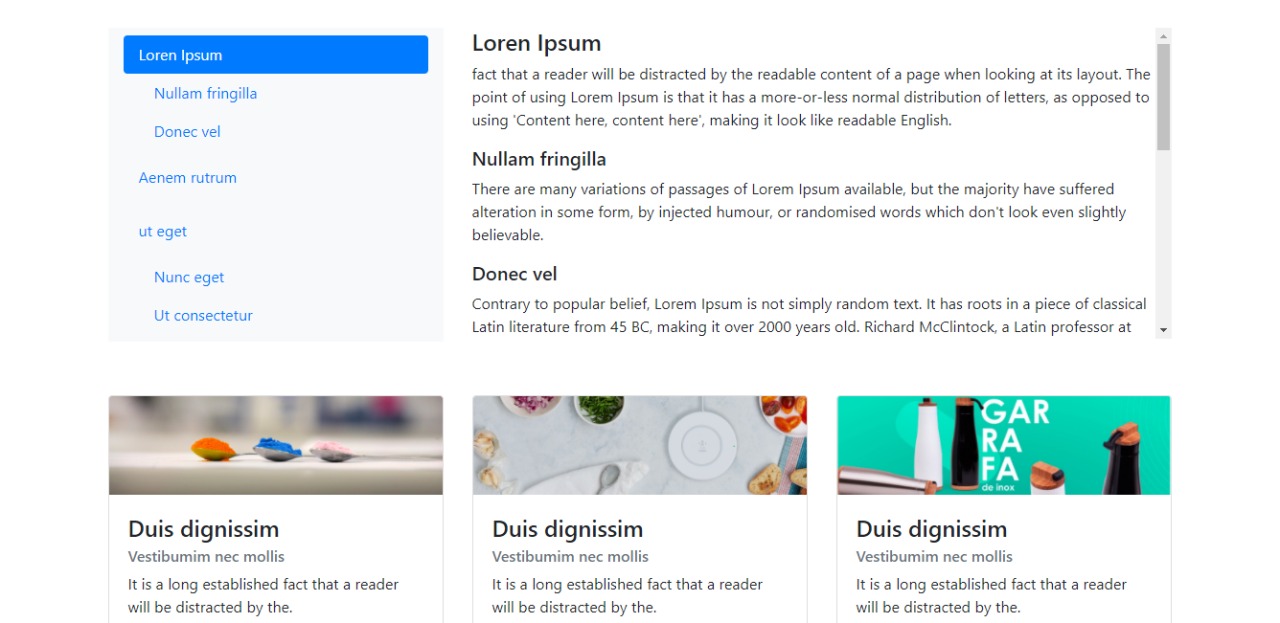 Loren Ipsum
Nullam fringilla
Donec vel
Aenem rutrum
ut eget
Nunc eget
Ut consectetur
Loren Ipsum
fact that a reader will be distracted by the readable content of a page when looking at its layout. The
point of using Lorem Ipsum is that it has a more-or-less normal distribution of letters, as opposed to
using 'Content here, content here', making it look like readable English.
Nullam fringilla
There are many variations of passages of Lorem Ipsum available, but the majority have suffered
alteration in some form, by injected humour, or randomised words which don't look even slightly
believable.
Donec vel
Contrary to popular belief, Lorem Ipsum is not simply random text. It has roots in a piece of classical
Latin literature from 45 BC, making it over 2000 years old. Richard McClintock, a Latin professor at
GAR
RA
FA
de inox
Duis dignissim
Vestibumim nec mollis
It is a long established fact that a reader
will be distracted by the.
Duis dignissim
Vestibumim nec mollis
It is a long established fact that a reader
will be distracted by the.
Duis dignissim
Vestibumim nec mollis
It is a long established fact that a reader
will be distracted by the.